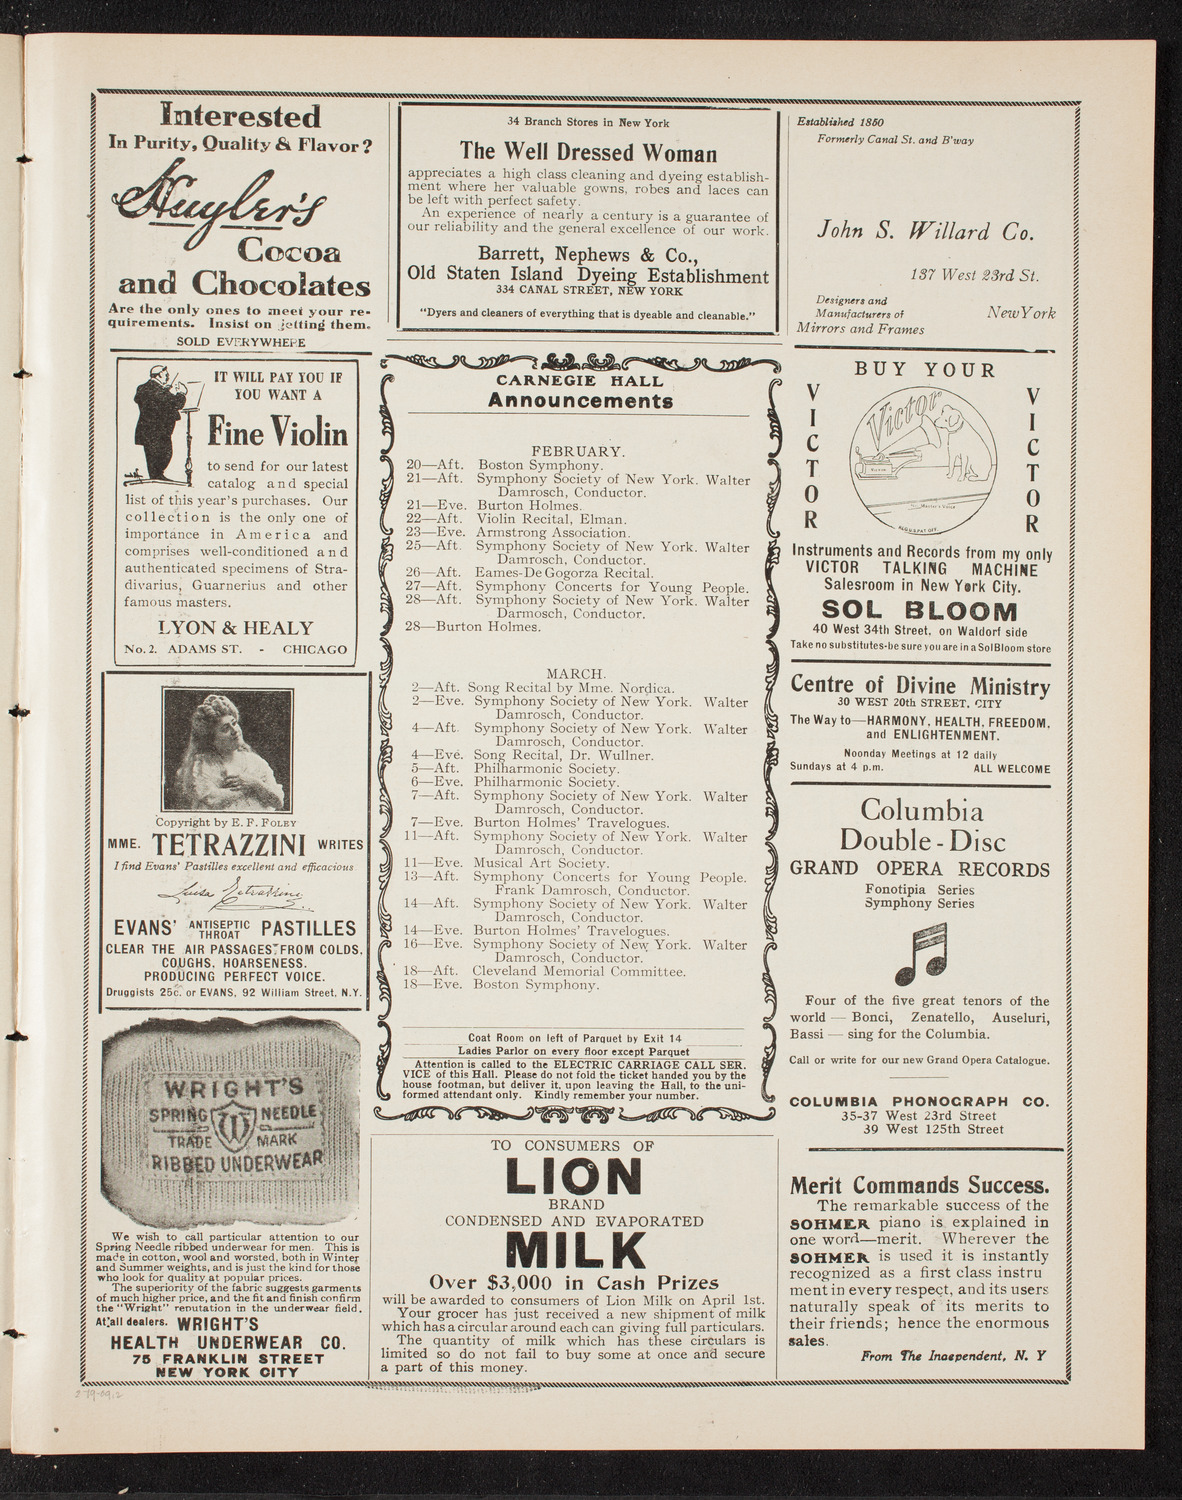 Interested
In Purity, Quality & Flavor?
Huyler's
Cocoa
and Chocolates
Are the only ones to meet your re-
quirements. Insist on getting them.
SOLD EVERYWHERE
IT WILL PAY YOU IF
YOU WANT A
Fine Violin
to send for our latest
catalog and special
list of this year's purchases. Our
collection is the only one of
importance in America and
comprises well-conditioned and
authenticated specimens of Stra-
divarius, Guarnerius and other
famous masters.
LYON & HEALY
No. 2. ADAMS ST. - CHICAGO
Copyright by E. F. FOLEY
MME. TETRAZZINI WRITES
I find Evans' Pastilles excellent and efficacious
Luisa Tetrazzini
EVANS' ANTISEPTIC THROAT PASTILLES
CLEAR THE AIR PASSAGES FROM COLDS,
COUGHS, HOARSENESS.
PRODUCING PERFECT VOICE.
Druggists 25c. or EVANS, 92 William Street, N.Y.
WRIGHT'S
SPRING NEEDLE
TRADE MARK
RIBBED UNDERWEAR
We wish to call particular attention to our
Spring Needle ribbed underwear for men. This is
made in cotton, wool and worsted, both in Winter
and Summer weights, and is just the kind for those
who look for quality at popular prices.
The superiority of the fabric suggests garments
of much higher price, and the fit and finish confirm
the "Wright" reputation in the underwear field.
At all dealers. WRIGHT'S
HEALTH UNDERWEAR CO.
75 FRANKLIN STREET
NEW YORK CITY
34 Branch Stores in New York
The Well Dressed Woman
appreciates a high class cleaning and dyeing establish-
ment where her valuable gowns, robes and laces can
be left with perfect safety.
An experience of nearly a century is a guarantee of
our reliability and the general excellence of our work.
Barrett, Nephews & Co.,
Old Staten Island Dyeing Establishment
334 CANAL STREET, NEW YORK
"Dyers and cleaners of everything that is dyeable and cleanable."
CARNEGIE HALL
Announcements
FEBRUARY.
20—Aft. Boston Symphony.
21—Aft. Symphony Society of New York. Walter
Damrosch, Conductor.
21—Eve. Burton Holmes.
22—Aft. Violin Recital, Elman.
23—Eve. Armstrong Association.
25—Aft. Symphony Society of New York. Walter
Damrosch, Conductor.
26—Aft. Eames-De Gogorza Recital.
27—Aft. Symphony Concerts for Young People.
28—Aft. Symphony Society of New York. Walter
Darmosch, Conductor.
28—Burton Holmes.
MARCH.
2—Aft. Song Recital by Mme. Nordica.
2—Eve. Symphony Society of New York. Walter
Damrosch, Conductor.
4—Aft. Symphony Society of New York. Walter
Damrosch, Conductor.
4—Eve. Song Recital, Dr. Wullner.
5—Aft. Philharmonic Society.
6—Eve. Philharmonic Society.
7—Aft. Symphony Society of New York. Walter
Damrosch, Conductor.
7—Eve. Burton Holmes' Travelogues.
11—Aft. Symphony Society of New York. Walter
Damrosch, Conductor.
11—Eve. Musical Art Society.
13—Aft. Symphony Concerts for Young People.
Frank Damrosch, Conductor.
14—Aft. Symphony Society of New York. Walter
Damrosch, Conductor.
14—Eve. Burton Holmes' Travelogues.
16—Eve. Symphony Society of New York. Walter
Damrosch, Conductor.
18—Aft. Cleveland Memorial Committee.
18—Eve. Boston Symphony.
Coat Room on left of Parquet by Exit 14
Ladies Parlor on every floor except Parquet
Attention is called to the ELECTRIC CARRIAGE CALL SER.
VICE of this Hall. Please do not fold the ticket handed you by the
house footman, but deliver it, upon leaving the Hall, to the uni-
formed attendant only. Kindly remember your number.
TO CONSUMERS OF
LION
BRAND
CONDENSED AND EVAPORATED
MILK
Over $3,000 in Cash Prizes
will be awarded to consumers of Lion Milk on April 1st.
Your grocer has just received a new shipment of milk
which has a circular around each can giving full particulars.
The quantity of milk which has these circulars is
limited so do not fail to buy some at once and secure
a part of this money.
Established 1850
Formerly Canal St. and B'way
John S. Willard Co.
137 West 23rd St.
Designers and
Manufacturers of
New York
Mirrors and Frames
BUY YOUR
VICTOR
Victor
VICTOR
His Master's Voice
REG.U.S.PAT.OFF.
Instruments and Records from my only
VICTOR TALKING MACHINE
Salesroom in New York City.
SOL BLOOM
40 West 34th Street, on Waldorf side
Take no substitutes-be sure you are in a Sol Bloom store
Centre of Divine Ministry
30 WEST 20th STREET, CITY
The Way to—HARMONY, HEALTH, FREEDOM,
and ENLIGHTENMENT.
Noonday Meetings at 12 daily
Sundays at 4 p.m. ALL WELCOME
Columbia
Double-Disc
GRAND OPERA RECORDS
Fonotipia Series
Symphony Series
Four of the five great tenors of the
world — Bonci, Zenatello, Auseluri,
Bassi — sing for the Columbia.
Call or write for our new Grand Opera Catalogue.
COLUMBIA PHONOGRAPH CO.
35-37 West 23rd Street
39 West 125th Street
Merit Commands Success.
The remarkable success of the
SOHMER piano is explained in
one word—merit. Wherever the
SOHMER is used it is instantly
recognized as a first class instru
ment in every respect, and its users
naturally speak of its merits to
their friends; hence the enormous
sales.
From The Independent, N. Y